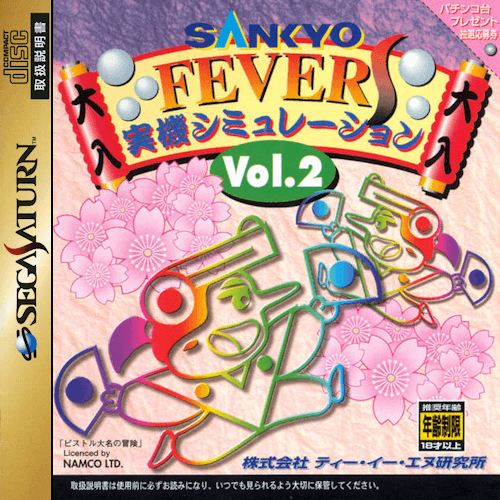 COMPACT
disc
取扱説明書
SEGA SATURN™
パチンコ台
プレゼント
抽選応募券
SANKYO
FEVER
大入
大入
実機シミュレーション
S
Vol.2
「ピストル大名の冒険」
Licenced by
NAMCO LTD.
推奨年齢
年齢制限
18才以上
株式会社 ティー・イー・エヌ研究所
取扱説明書は使用前に必ずお読みになり、いつでも見られるよう大切に保管してください。